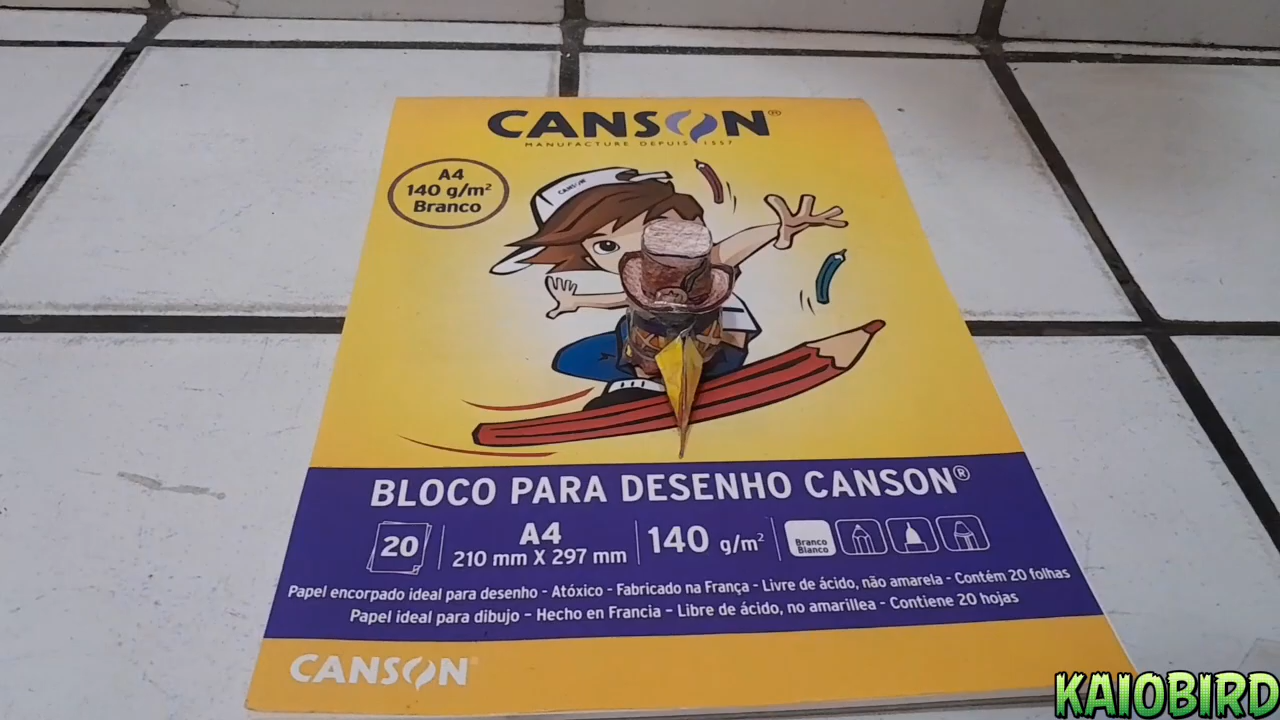 CANSON®
MANUFACTURE DEPUIS 1557
A4
140 g/m²
Branco
CANSON
BLOCO PARA DESENHO CANSON®
20
A4
210 mm X 297 mm
140 g/m²
Branco
Blanco
Papel encorpado ideal para desenho - Atóxico - Fabricado na França - Livre de ácido, não amarela - Contém 20 folhas
Papel ideal para dibujo - Hecho en Francia - Libre de ácido, no amarillea - Contiene 20 hojas
CANSON®
KAIOBIRD